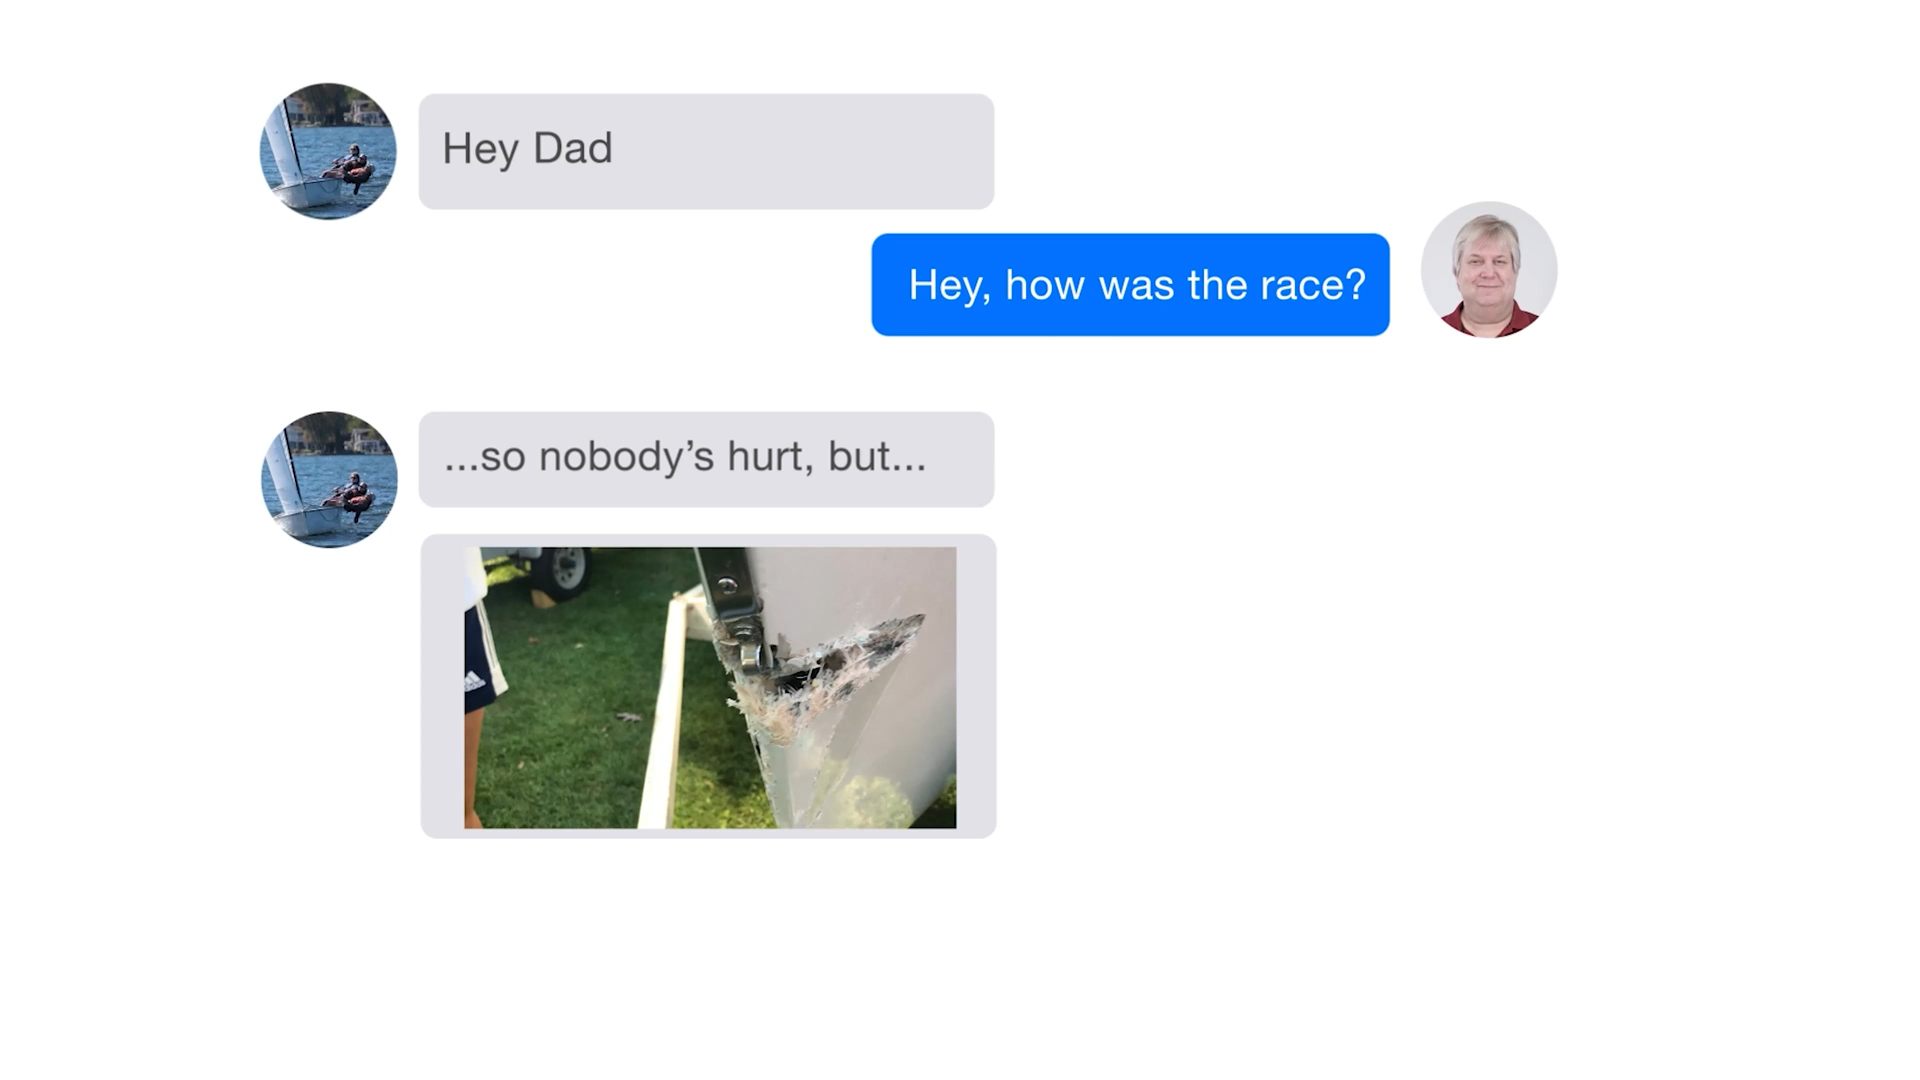 Hey Dad
Hey, how was the race?
...so nobody’s hurt, but...